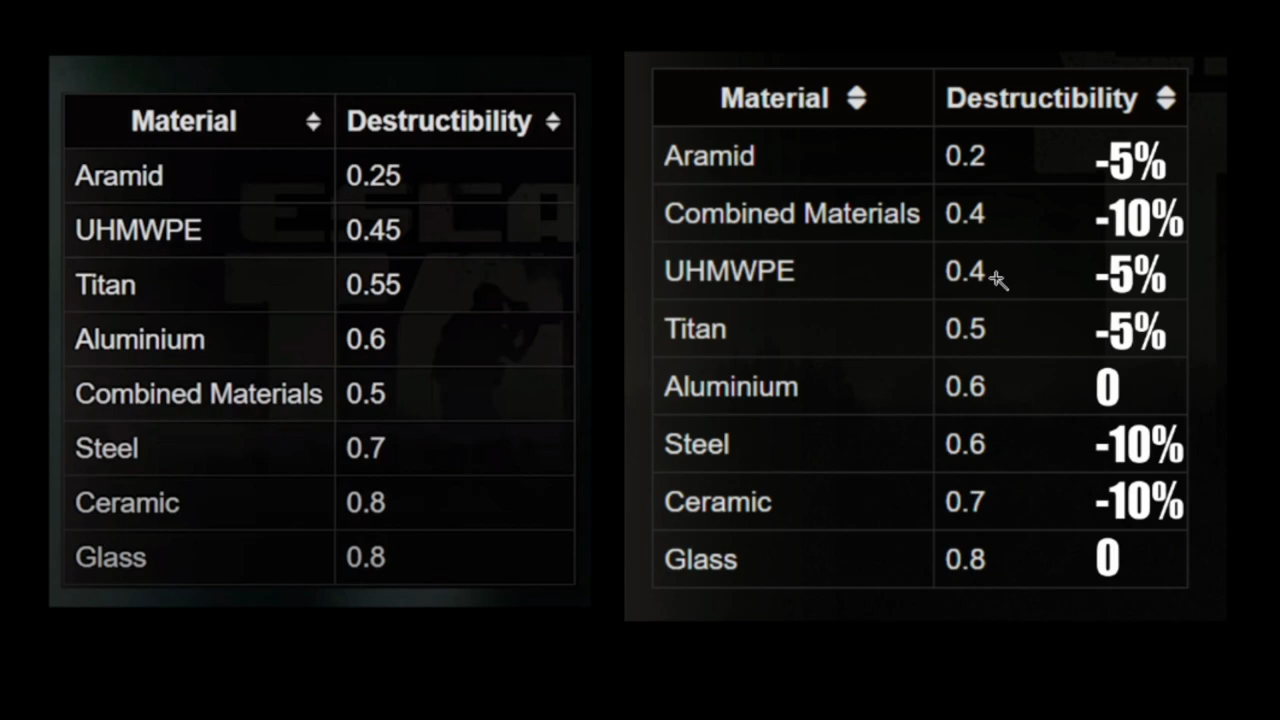 Material Destructibility
Aramid 0.25
UHMWPE 0.45
Titan 0.55
Aluminium 0.6
Combined Materials 0.5
Steel 0.7
Ceramic 0.8
Glass 0.8
Material Destructibility
Aramid 0.2 -5%
Combined Materials 0.4 -10%
UHMWPE 0.4 -5%
Titan 0.5 -5%
Aluminium 0.6 0
Steel 0.6 -10%
Ceramic 0.7 -10%
Glass 0.8 0